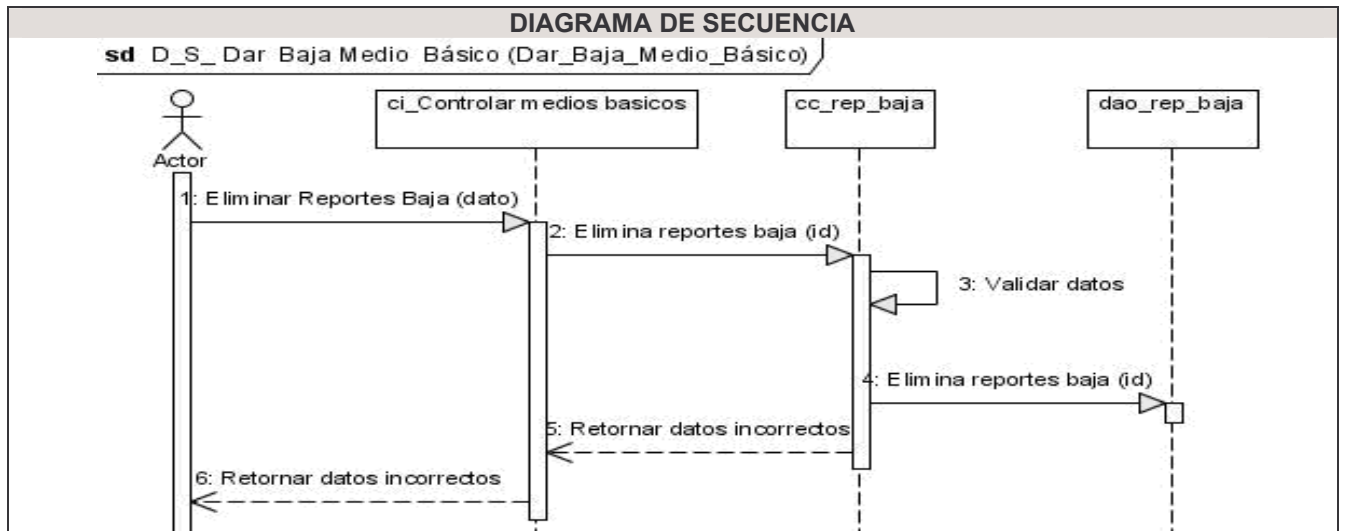 DIAGRAMA DE SECUENCIA
sd D_S_ Dar Baja Medio Básico (Dar_Baja_Medio_Básico)
ci_Controlar medios basicos
cc_rep_baja
dao_rep_baja
Actor
1: Eliminar Reportes Baja (dato)
2: Elimina reportes baja (id)
3: Validar datos
4: Elimina reportes baja (id)
5: Retornar datos incorrectos
6: Retornar datos incorrectos